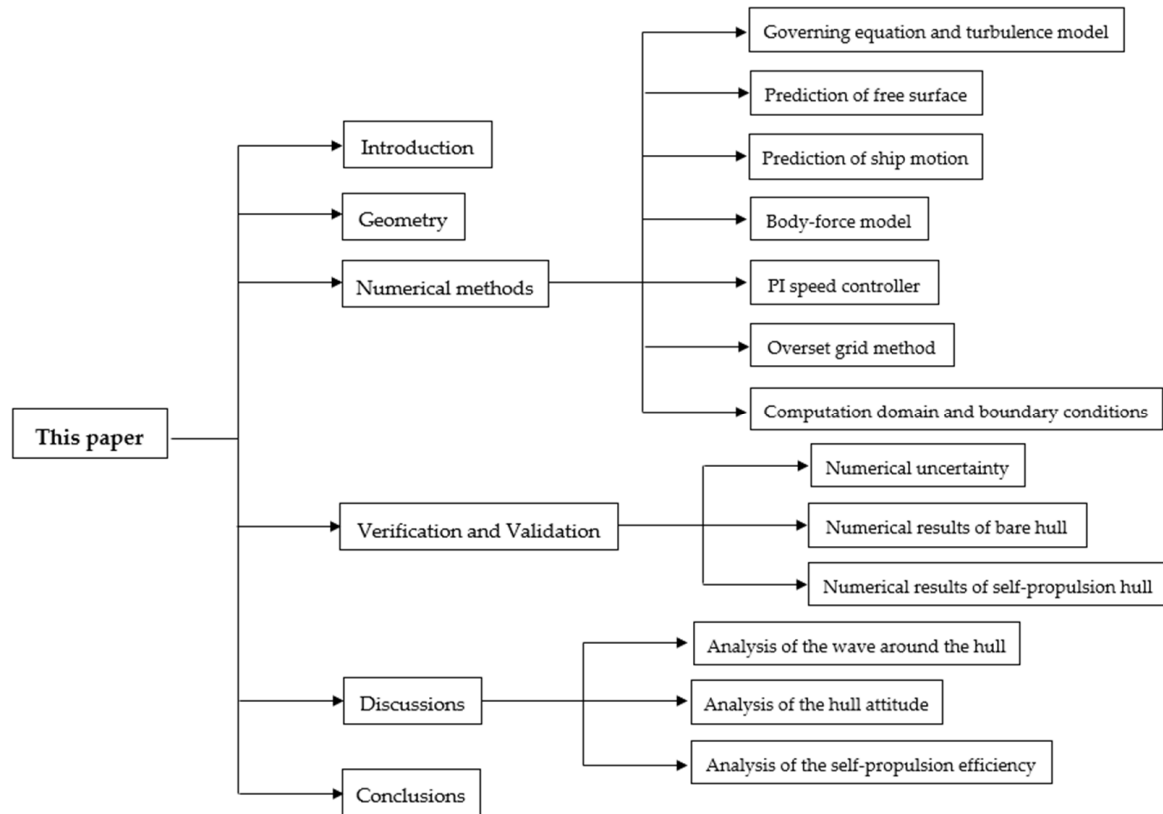 This paper
Introduction
Geometry
Numerical methods
Governing equation and turbulence model
Prediction of free surface
Prediction of ship motion
Body-force model
PI speed controller
Overset grid method
Computation domain and boundary conditions
Verification and Validation
Numerical uncertainty
Numerical results of bare hull
Numerical results of self-propulsion hull
Discussions
Analysis of the wave around the hull
Analysis of the hull attitude
Analysis of the self-propulsion efficiency
Conclusions